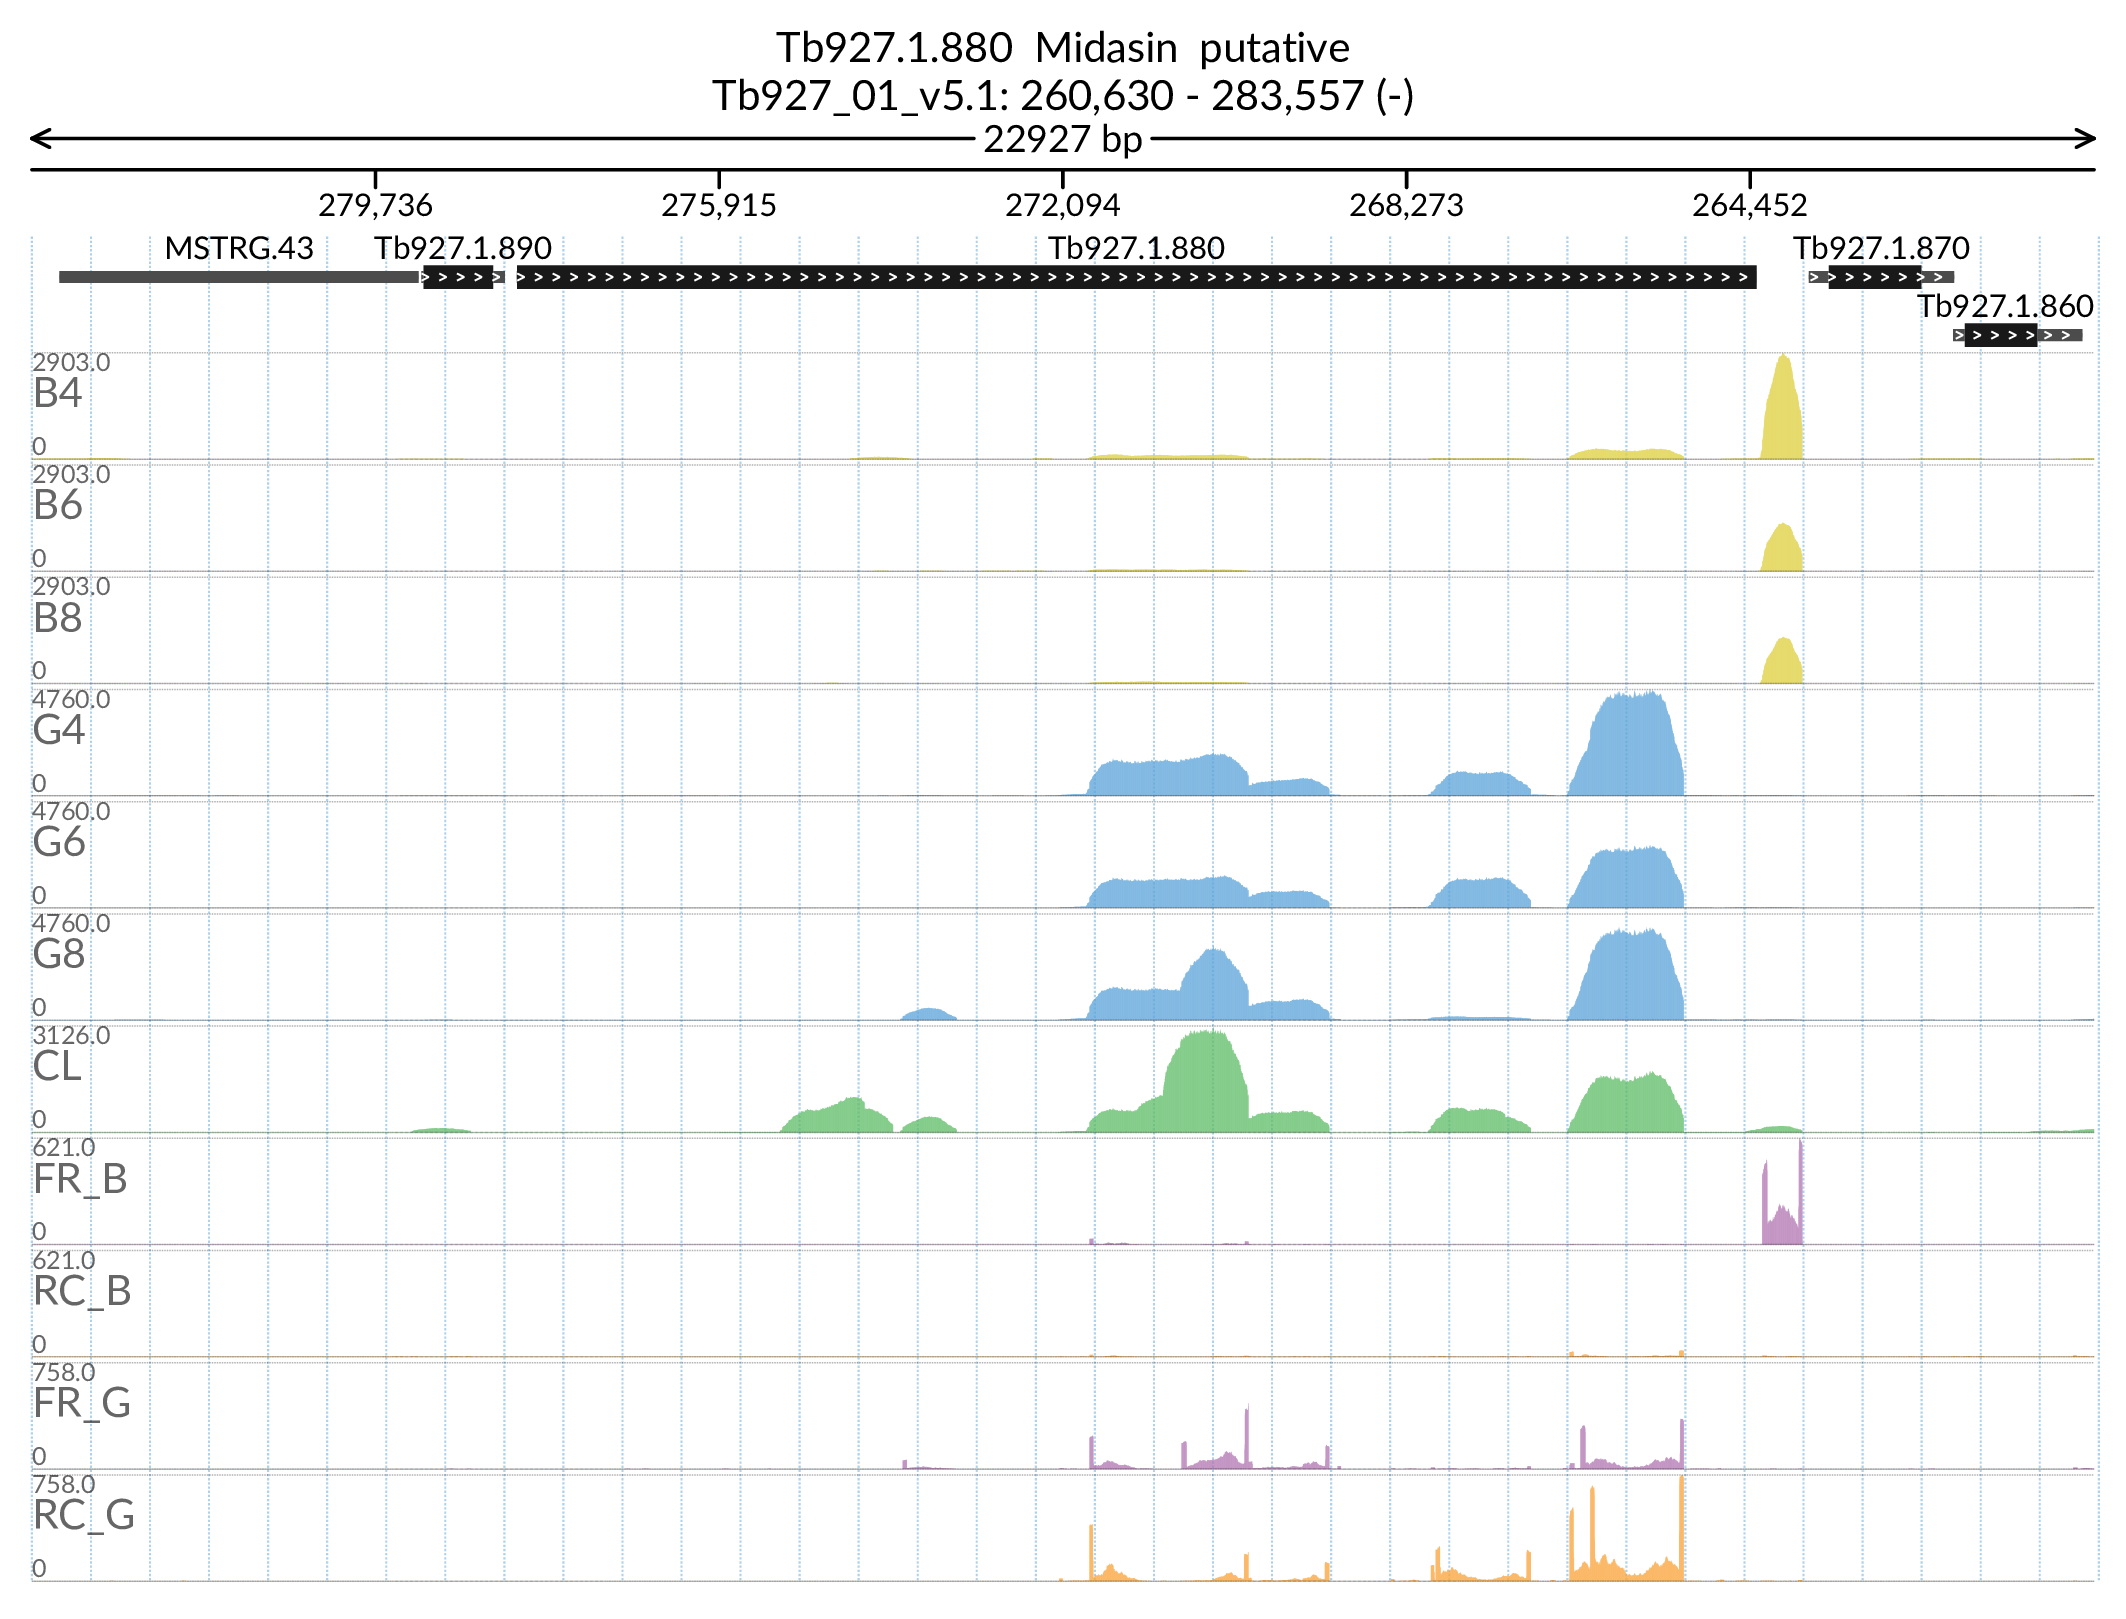 Tb927.1.880 Midasin putative
Tb927_01_v5.1: 260,630 - 283,557 (-)
22927 bp
279,736 275,915 272,094 268,273 264,452
MSTRG.43 Tb927.1.890 Tb927.1.880 Tb927.1.870
Tb927.1.860
2903.0
B4
0
2903.0
B6
0
2903.0
B8
0
4760.0
G4
0
4760.0
G6
0
4760.0
G8
0
3126.0
CL
0
621.0
FR_B
0
621.0
RC_B
0
758.0
FR_G
0
758.0
RC_G
0